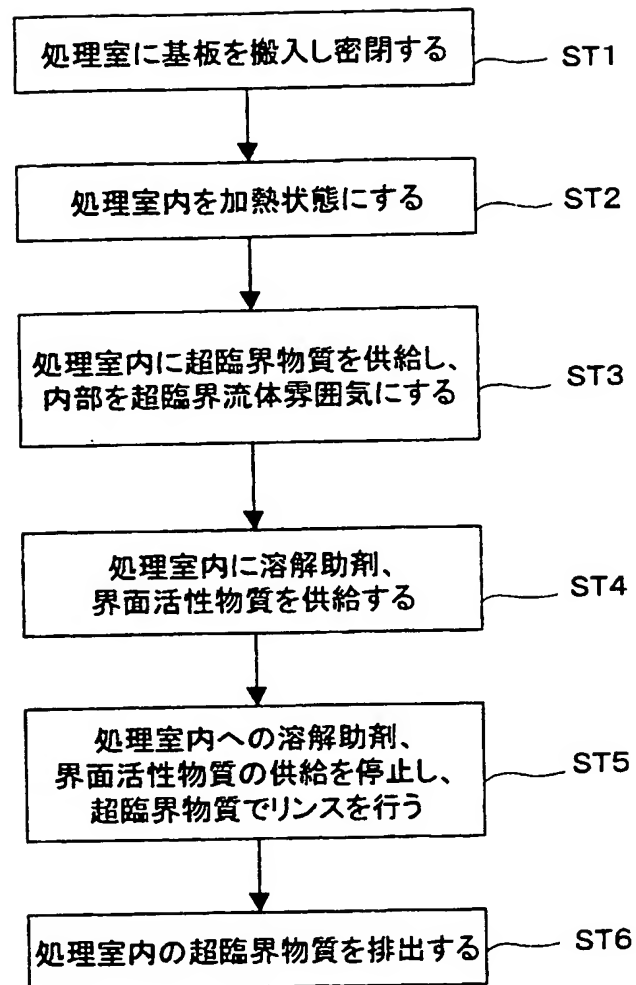 処理室に基板を搬入し密閉する
ST1
処理室内を加熱状態にする
ST2
処理室内に超臨界物質を供給し、
内部を超臨界流体雰囲気にする
ST3
処理室内に溶解助剤、
界面活性物質を供給する
ST4
処理室内への溶解助剤、
界面活性物質の供給を停止し、
超臨界物質でリンスを行う
ST5
処理室内の超臨界物質を排出する
ST6